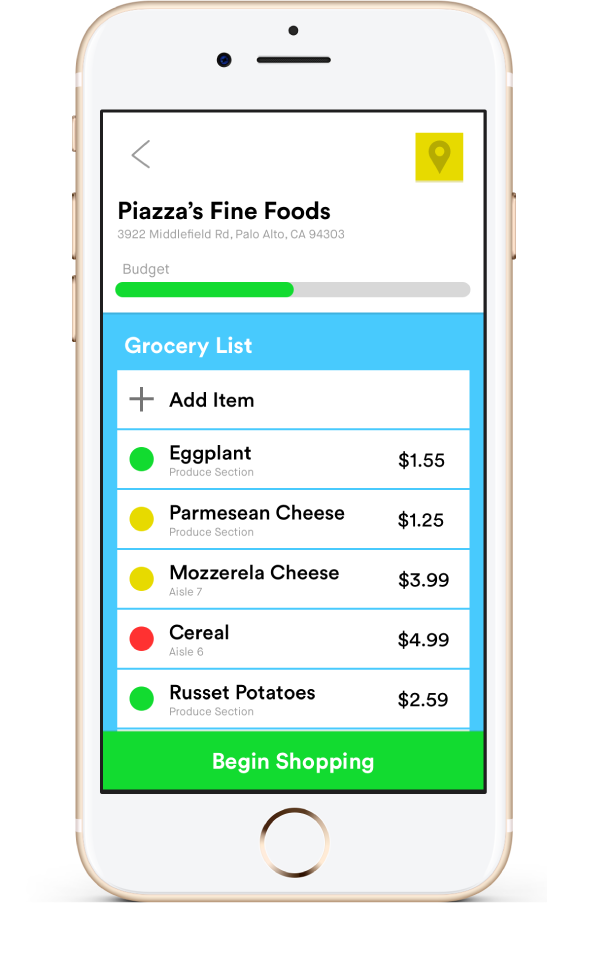 Piazza’s Fine Foods
3922 Middlefield Rd, Palo Alto, CA 94303
Budget
Grocery List
Add Item
Eggplant
Produce Section
$1.55
Parmesean Cheese
Produce Section
$1.25
Mozzerela Cheese
Aisle 7
$3.99
Cereal
Aisle 6
$4.99
Russet Potatoes
Produce Section
$2.59
Begin Shopping